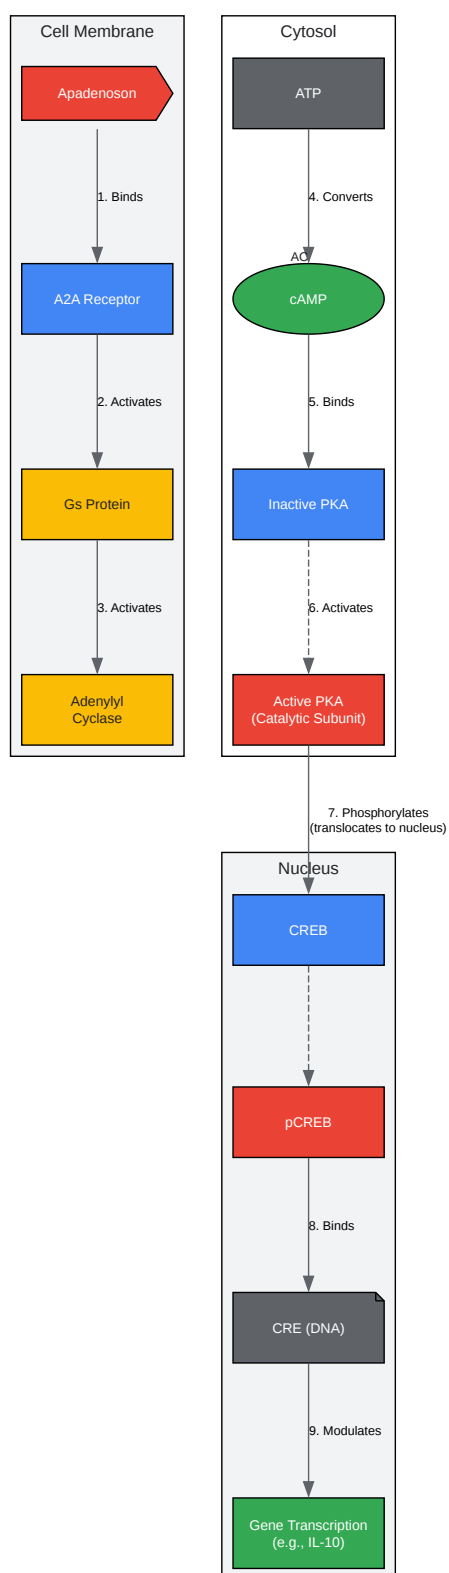 Cell Membrane
Apadenoson
1. Binds
A2A Receptor
2. Activates
Gs Protein
3. Activates
Adenylyl
Cyclase
Cytosol
ATP
4. Converts
AC
cAMP
5. Binds
Inactive PKA
6. Activates
Active PKA
(Catalytic Subunit)
7. Phosphorylates
(translocates to nucleus)
Nucleus
CREB
pCREB
8. Binds
CRE (DNA)
9. Modulates
Gene Transcription
(e.g., IL-10)